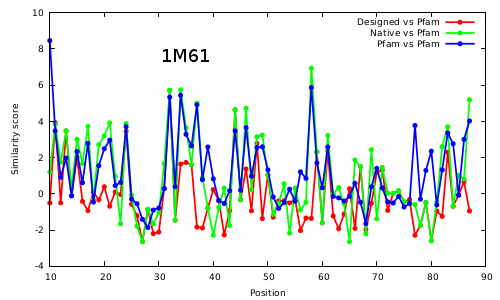 10
Designed vs Pfam
Native vs Pfam
Pfam vs Pfam
8
1M61
6
4
2
0
-2
-4
Similarity score
10 20 30 40 50 60 70 80 90
Position